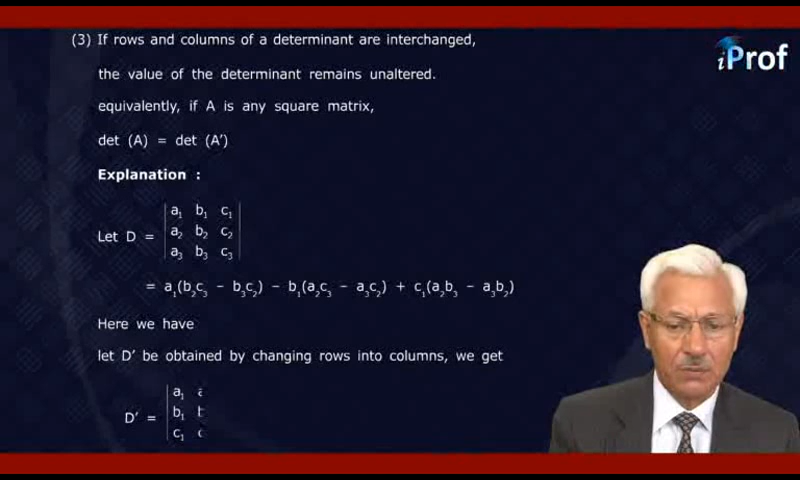 (3) If rows and columns of a determinant are interchanged,
iProf
the value of the determinant remains unaltered.
equivalently, if A is any square matrix,
det (A) = det (A′)
Explanation :
Let D = | a₁ b₁ c₁ |
| a₂ b₂ c₂ |
| a₃ b₃ c₃ |
= a₁(b₂c₃ − b₃c₂) − b₁(a₂c₃ − a₃c₂) + c₁(a₂b₃ − a₃b₂)
Here we have
let D′ be obtained by changing rows into columns, we get
D′ = | a₁
| b₁
| c₁